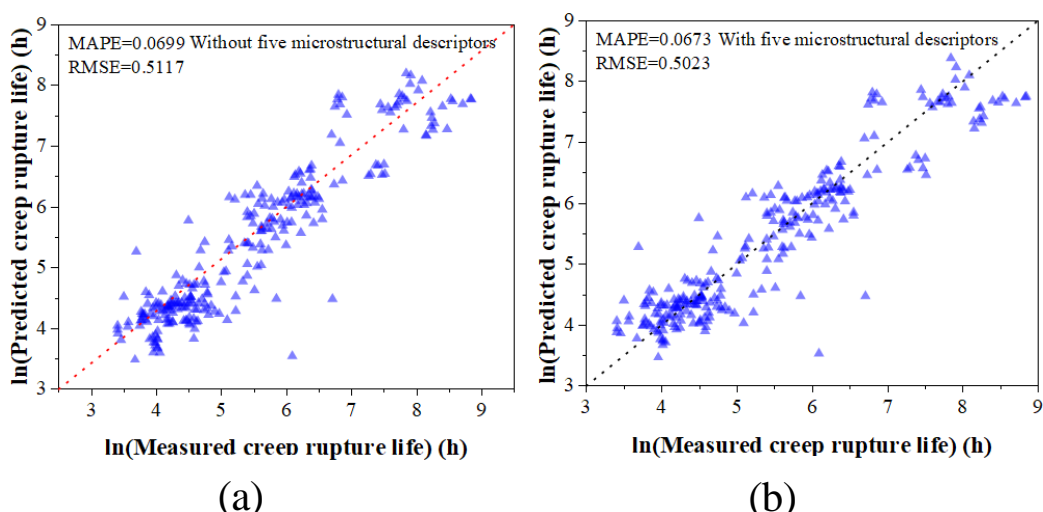 MAPE=0.0699 Without five microstructural descriptors
RMSE=0.5117
9
8
7
6
5
4
3
3 4 5 6 7 8 9
ln(Predicted creep rupture life) (h)
ln(Measured creep rupture life) (h)
(a)
MAPE=0.0673 With five microstructural descriptors
RMSE=0.5023
9
8
7
6
5
4
3
3 4 5 6 7 8 9
ln(Predicted creep rupture life) (h)
ln(Measured creep rupture life) (h)
(b)